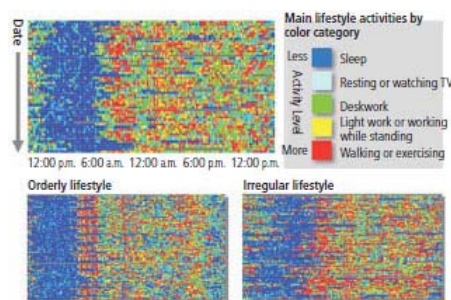 Main lifestyle activities by
color category
Date
Less
Activity Level
More
Sleep
Resting or watching TV
Deskwork
Light work or working
while standing
Walking or exercising
12:00 p.m. 6:00 a.m. 12:00 a.m. 6:00 p.m. 12:00 p.m.
Orderly lifestyle
Irregular lifestyle